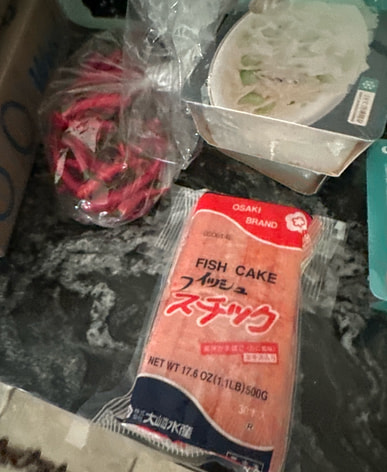 OSAKI
BRAND
FISH CAKE
フィッシュ
スチック
NET WT 17.6 OZ(1.1LB)500G
大崎水産